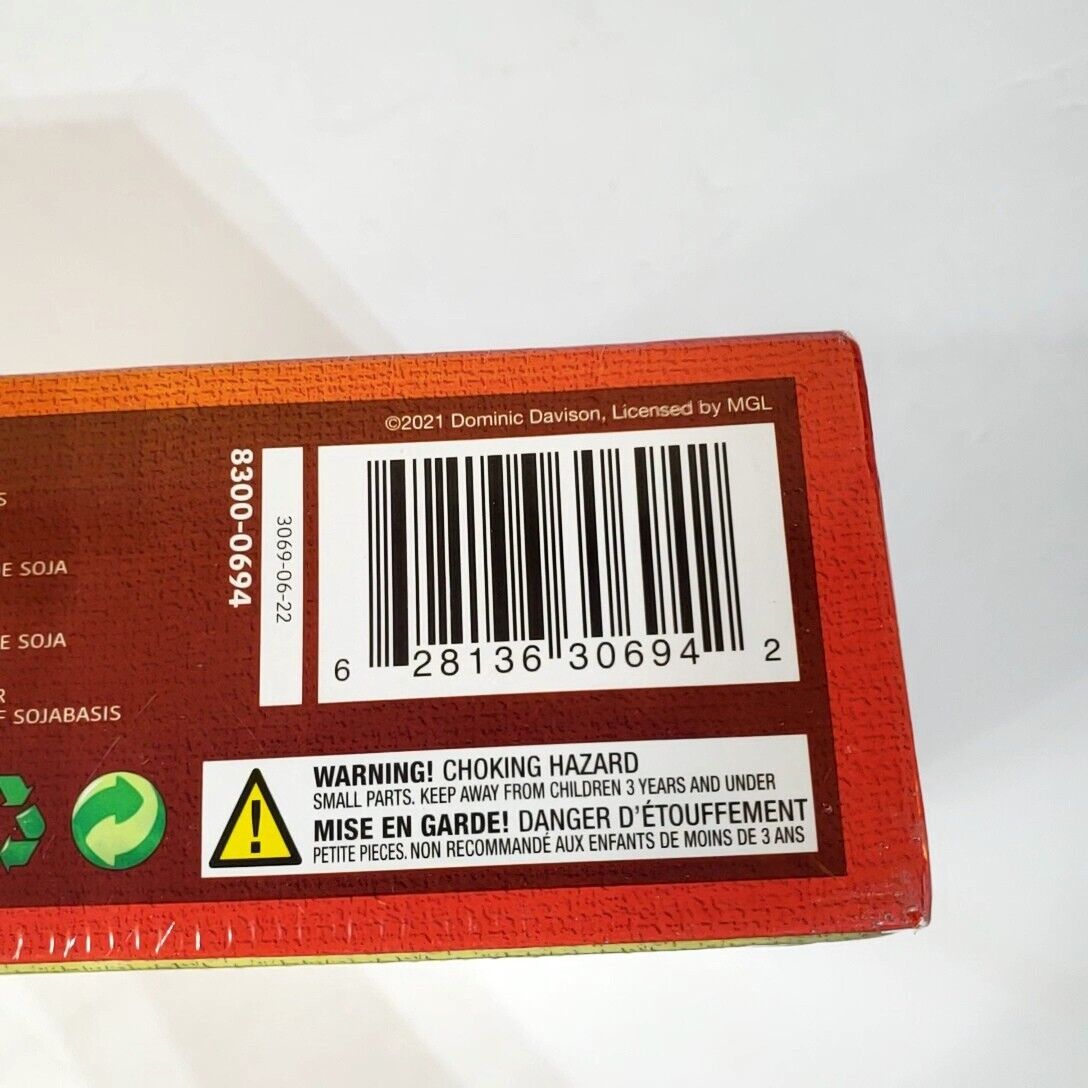 ©2021 Dominic Davison, Licensed by MGL
8300-0694
3069-06-22
6 28136 30694 2
S
E SOJA
E SOJA
R
F SOJABASIS
WARNING! CHOKING HAZARD
SMALL PARTS. KEEP AWAY FROM CHILDREN 3 YEARS AND UNDER
MISE EN GARDE! DANGER D'ÉTOUFFEMENT
PETITE PIECES. NON RECOMMANDÉ AUX ENFANTS DE MOINS DE 3 ANS